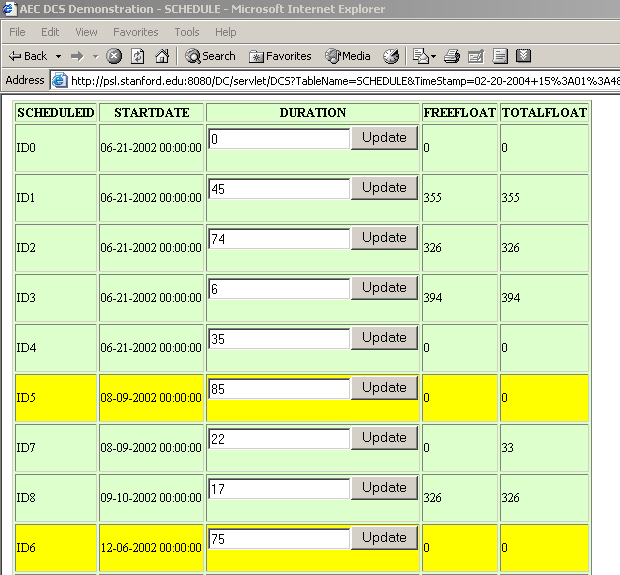 AEC DCS Demonstration - SCHEDULE - Microsoft Internet Explorer
File Edit View Favorites Tools Help
Back Search Favorites Media
Address http://psl.stanford.edu:8080/DC/servlet/DCS?TableName=SCHEDULE&TimeStamp=02-20-2004+15%3A01%3A48
SCHEDULEID STARTDATE DURATION FREEFLOAT TOTALFLOAT
ID0 06-21-2002 00:00:00 0 Update 0 0
ID1 06-21-2002 00:00:00 45 Update 355 355
ID2 06-21-2002 00:00:00 74 Update 326 326
ID3 06-21-2002 00:00:00 6 Update 394 394
ID4 06-21-2002 00:00:00 35 Update 0 0
ID5 08-09-2002 00:00:00 85 Update 0 0
ID7 08-09-2002 00:00:00 22 Update 0 33
ID8 09-10-2002 00:00:00 17 Update 326 326
ID6 12-06-2002 00:00:00 75 Update 0 0